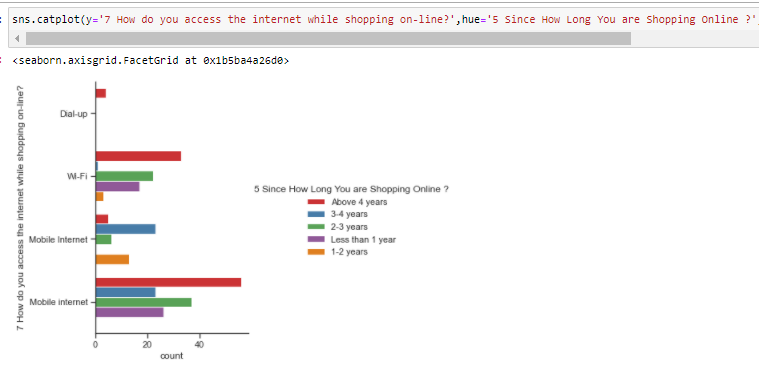 sns.catplot(y='7 How do you access the internet while shopping on-line?',hue='5 Since How Long You are Shopping Online ?'
<seaborn.axisgrid.FacetGrid at 0x1b5ba4a26d0>
7 How do you access the internet while shopping on-line?
Dial-up
Wi-Fi
Mobile Internet
Mobile internet
0 20 40
count
5 Since How Long You are Shopping Online ?
Above 4 years
3-4 years
2-3 years
Less than 1 year
1-2 years